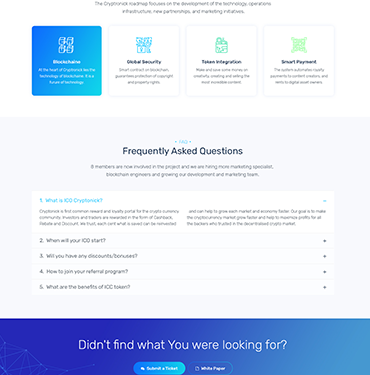 The Cryptonick roadmap focuses on the development of the technology, operations
infrastructure, new partnerships, and marketing initiatives.
Blockchaine
At the heart of Cryptonick lies the
technology of blockchains. It is a
future of technology.
Global Security
Smart contract on blockchain,
guarantees protection of copyright
and property rights.
Token Integration
Make and save some money on
creativity, creating and selling the
most incredible content.
Smart Payment
The system automates royalty
payments to content creators and
rents to digital asset owners
FAQ
Frequently Asked Questions
8 members are now involved in the project and we are hiring more marketing specialist,
blockchain engineers and growing our development and marketing team.
1. What is ICO Cryptonick? −
Cryptonick is first common reward and loyalty portal for the crypto currency
community. Investors and traders are rewarded in the form of Cashback,
Rebate and Discount. We trust, each cent what is saved can be reinvested
and can help to grow each market and economy faster. Our goal is to make
the cryptocurrency market grow faster and help to maximize profits for all
the backers who trusted in the decentralised crypto market.
2. When will your ICO start? +
3. Will you have any discounts/bonuses? +
4. How to join your referral program? +
5. What are the benefits of ICO token? +
Didn't find what You were looking for?
Submit a Ticket
White Paper